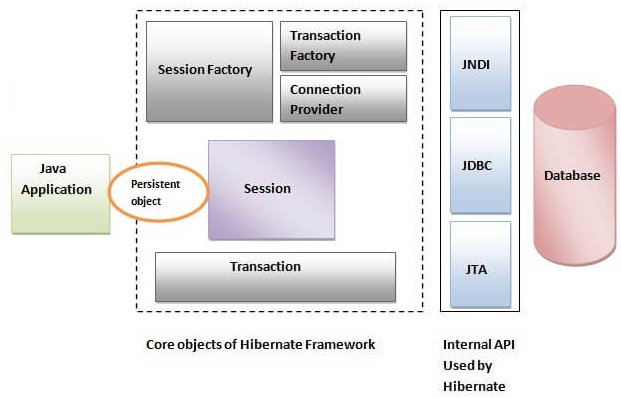 Session Factory
Transaction
Factory
Connection
Provider
JNDI
JDBC
JTA
Database
Java
Application
Persistent
object
Session
Transaction
Core objects of Hibernate Framework
Internal API
Used by
Hibernate